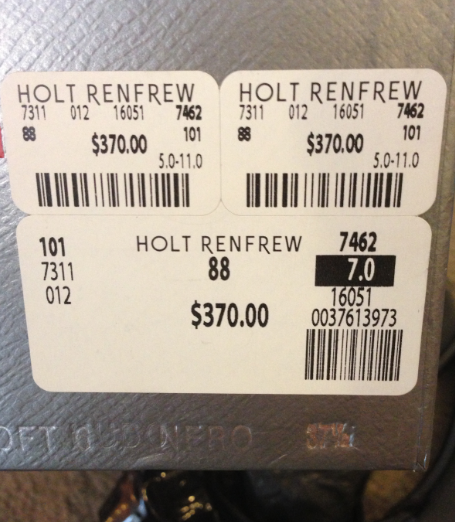 HOLT RENFREW
7311 012 16051 7462
88 $370.00 101
5.0-11.0
HOLT RENFREW
7311 012 16051 7462
88 $370.00 101
5.0-11.0
101 HOLT RENFREW 7462
7311 88 7.0
012 16051
$370.00 0037613973
NERO